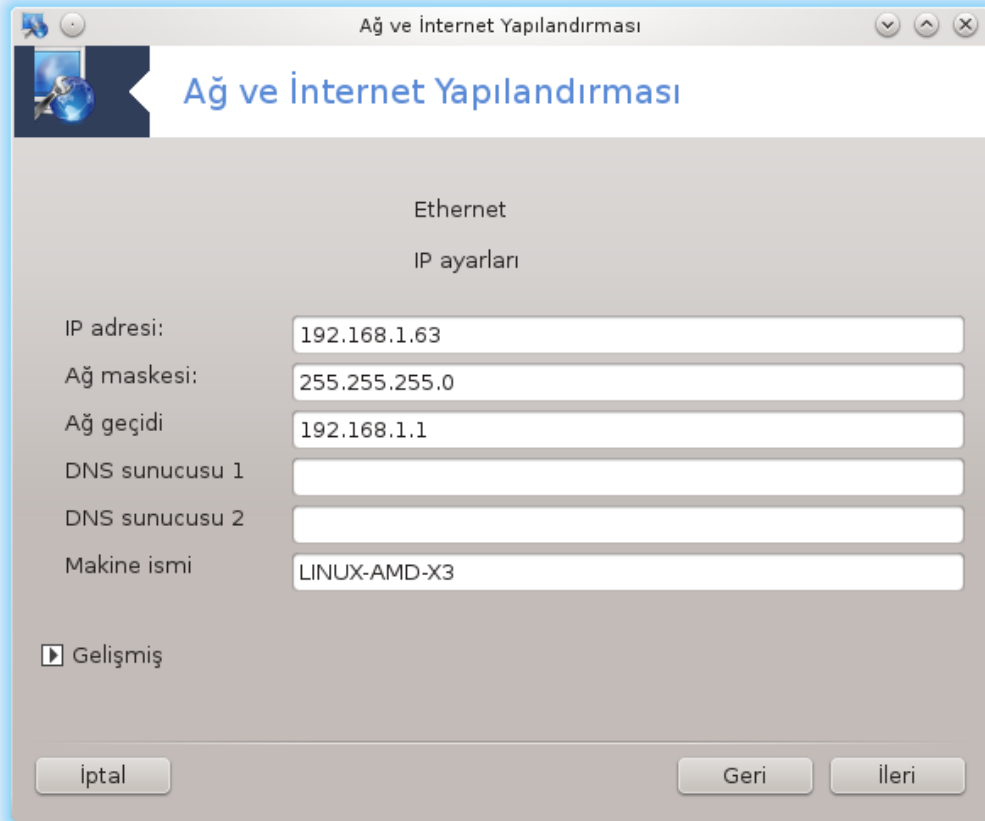 Ağ ve İnternet Yapılandırması
Ağ ve İnternet Yapılandırması
Ethernet
IP ayarları
IP adresi: 192.168.1.63
Ağ maskesi: 255.255.255.0
Ağ geçidi 192.168.1.1
DNS sunucusu 1
DNS sunucusu 2
Makine ismi LINUX-AMD-X3
Gelişmiş
İptal Geri İleri